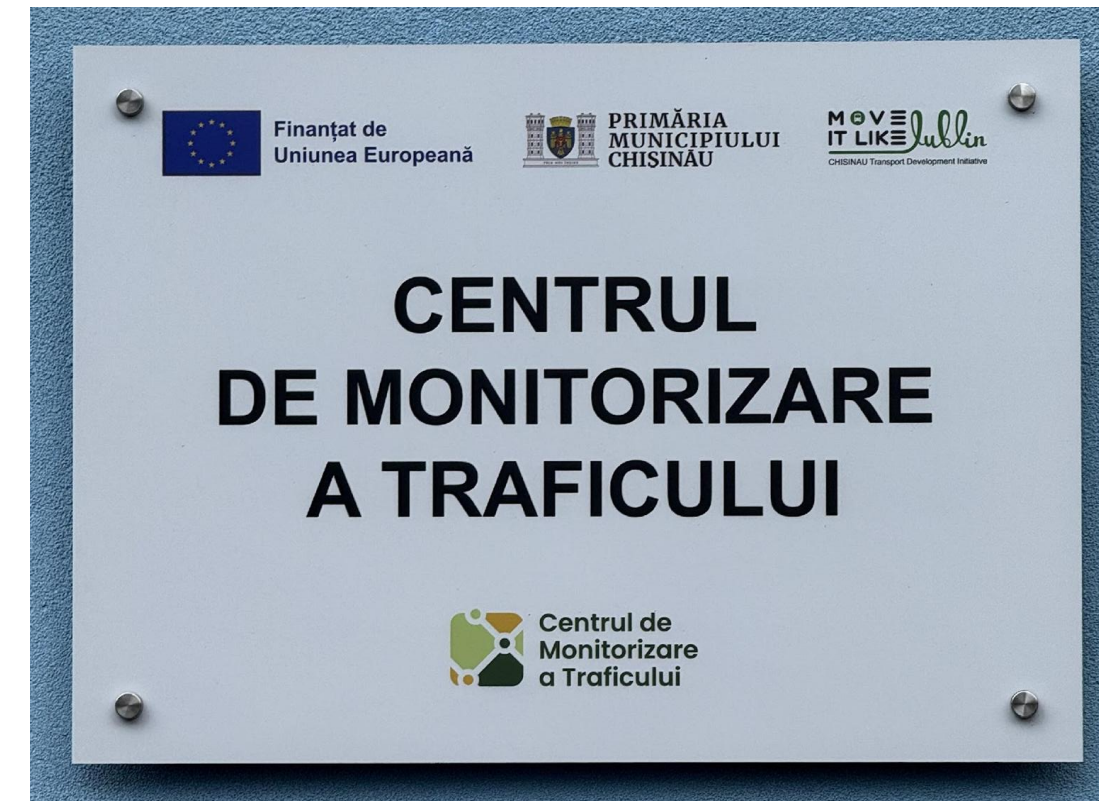 Finanțat de
Uniunea Europeană
PRIMĂRIA
MUNICIPIULUI
CHIȘINĂU
MOVE
IT LIKE lublin
CHISINAU Transport Development Initiative
CENTRUL
DE MONITORIZARE
A TRAFICULUI
Centrul de
Monitorizare
a Traficului